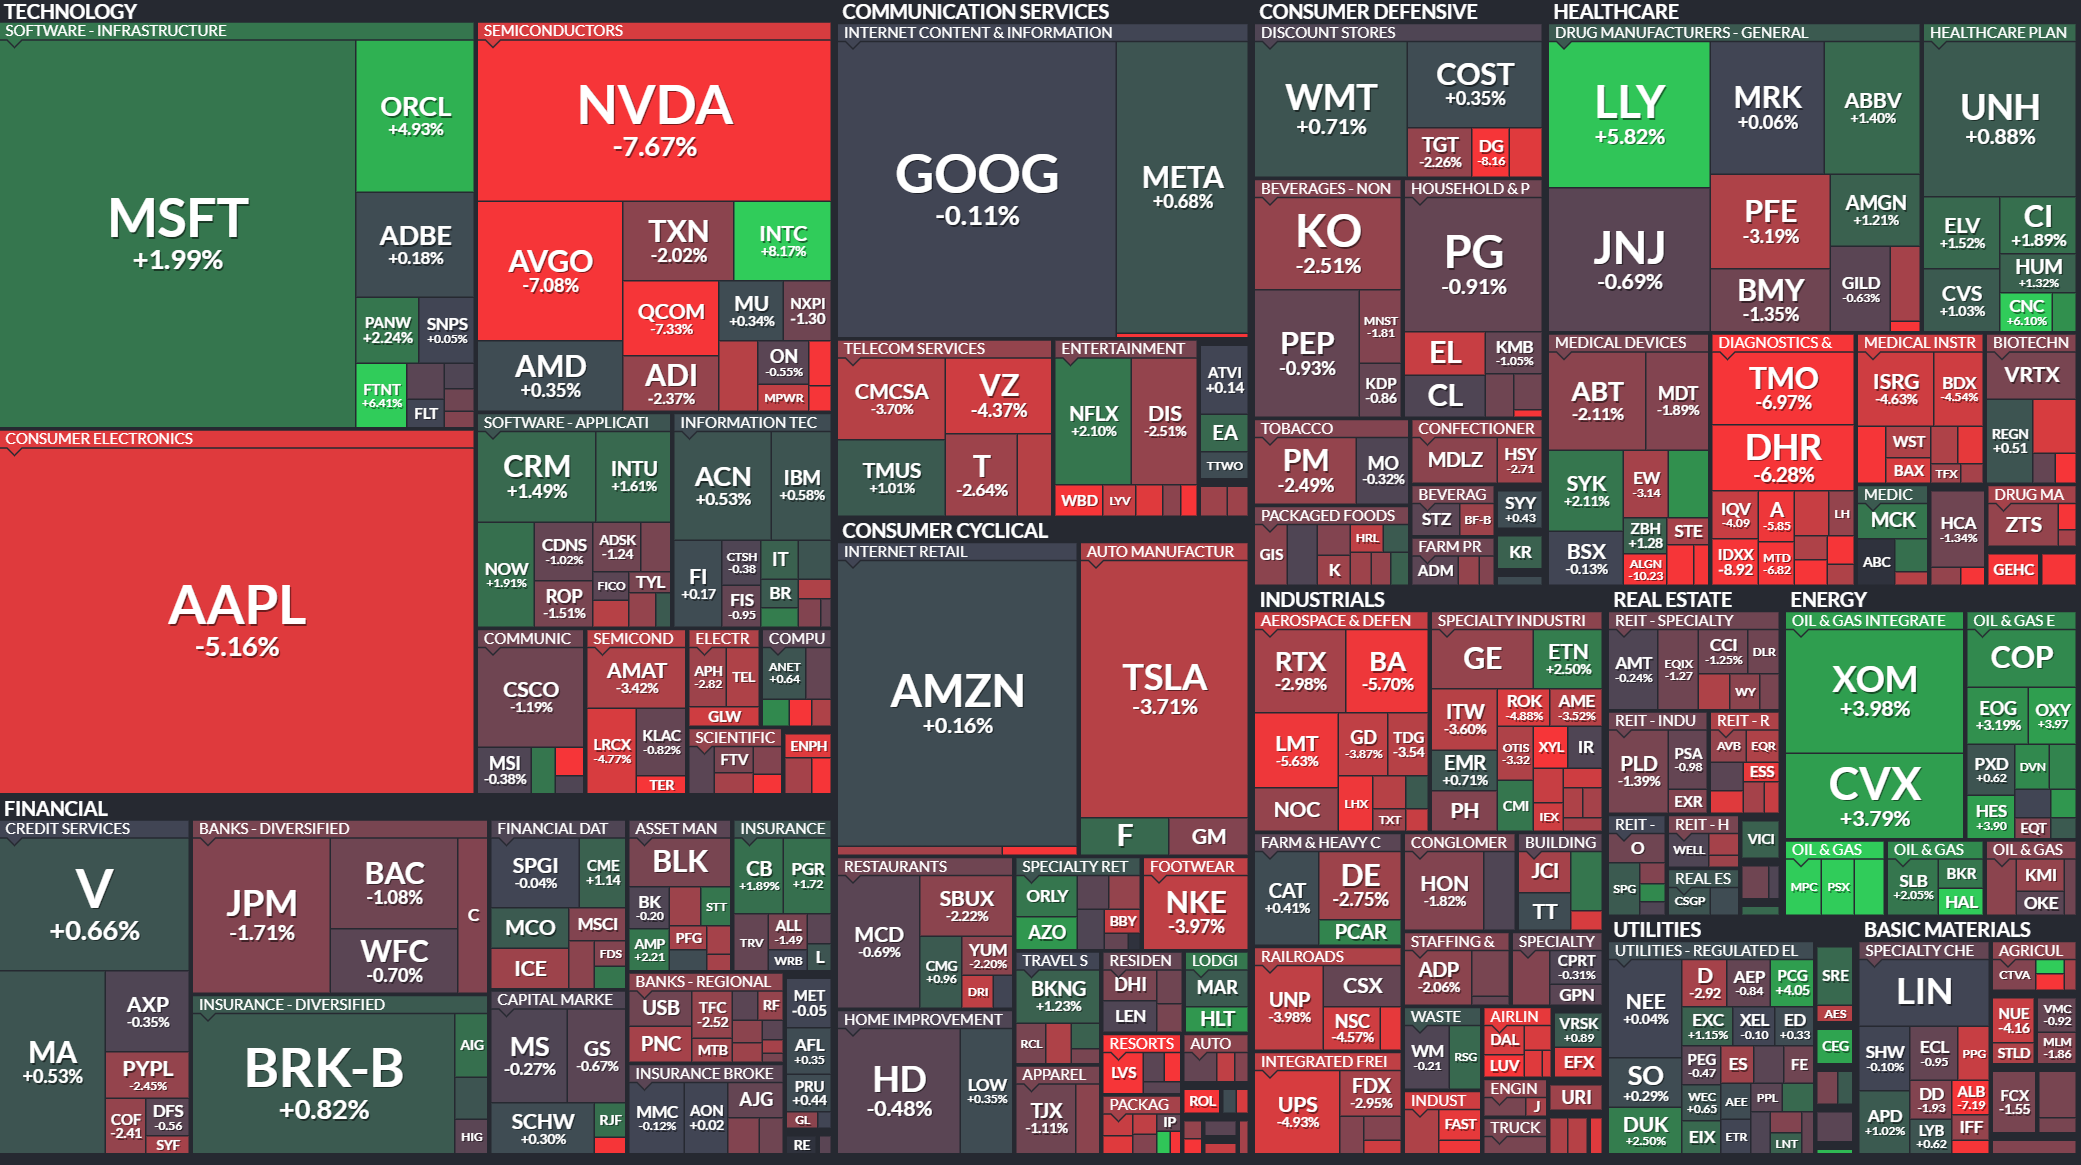 TECHNOLOGY
SOFTWARE - INFRASTRUCTURE
MSFT
+1.99%
ORCL
+4.93%
ADBE
+0.18%
PANW
+2.24%
SNPS
+0.05%
FTNT
+6.41%
FLT
SEMICONDUCTORS
NVDA
-7.67%
AVGO
-7.08%
TXN
-2.02%
INTC
+8.17%
QCOM
-7.33%
MU
+0.34%
NXPI
-1.30
AMD
+0.35%
ADI
-2.37%
ON
-0.55%
MPWR
CONSUMER ELECTRONICS
AAPL
-5.16%
SOFTWARE - APPLICATI
CRM
+1.49%
INTU
+1.61%
NOW
+1.91%
CDNS
-1.02%
ADSK
-1.24
ROP
-1.51%
FICO
TYL
INFORMATION TEC
ACN
+0.53%
IBM
+0.58%
FI
+0.17
CTSH
-0.38
IT
FIS
-0.95
BR
COMMUNIC
CSCO
-1.19%
MSI
-0.38%
SEMICOND
AMAT
-3.42%
LRCX
-4.77%
KLAC
-0.82%
TER
ELECTR
APH
-2.82
TEL
GLW
COMPU
ANET
+0.64
SCIENTIFIC
FTV
ENPH
FINANCIAL
CREDIT SERVICES
V
+0.66%
MA
+0.53%
AXP
-0.35%
PYPL
-2.45%
COF
-2.41
DFS
-0.56
SYF
BANKS - DIVERSIFIED
JPM
-1.71%
BAC
-1.08%
WFC
-0.70%
C
INSURANCE - DIVERSIFIED
BRK-B
+0.82%
AIG
HIG
FINANCIAL DAT
SPGI
-0.04%
CME
+1.14
MCO
MSCI
ICE
FDS
CAPITAL MARKE
MS
-0.27%
GS
-0.67%
SCHW
+0.30%
RJF
ASSET MAN
BLK
BK
-0.20
STT
AMP
+2.21
PFG
INSURANCE
CB
+1.89%
PGR
+1.72
TRV
ALL
-1.49
WRB
L
BANKS - REGIONAL
USB
TFC
-2.52
RF
PNC
MTB
MET
-0.05
AFL
+0.35
PRU
+0.44
GL
RE
INSURANCE BROKE
MMC
-0.12%
AON
+0.02
AJG
COMMUNICATION SERVICES
INTERNET CONTENT & INFORMATION
GOOG
-0.11%
META
+0.68%
TELECOM SERVICES
CMCSA
-3.70%
VZ
-4.37%
TMUS
+1.01%
T
-2.64%
ENTERTAINMENT
NFLX
+2.10%
DIS
-2.51%
WBD
LYV
ATVI
+0.14
EA
TTWO
CONSUMER CYCLICAL
INTERNET RETAIL
AMZN
+0.16%
AUTO MANUFACTUR
TSLA
-3.71%
F
GM
RESTAURANTS
MCD
-0.69%
SBUX
-2.22%
CMG
+0.96
YUM
-2.20%
DRI
SPECIALTY RET
ORLY
AZO
BBY
FOOTWEAR
NKE
-3.97%
HOME IMPROVEMENT
HD
-0.48%
LOW
+0.35%
TRAVEL S
BKNG
+1.23%
RCL
RESIDEN
DHI
LEN
LODGI
MAR
HLT
RESORTS
LVS
AUTO
APPAREL
TJX
-1.11%
PACKAG
IP
ROL
CONSUMER DEFENSIVE
DISCOUNT STORES
WMT
+0.71%
COST
+0.35%
TGT
-2.26%
DG
-8.16
BEVERAGES - NON
KO
-2.51%
PEP
-0.93%
MNST
-1.81
KDP
-0.86
HOUSEHOLD & P
PG
-0.91%
EL
KMB
-1.05%
CL
TOBACCO
PM
-2.49%
MO
-0.32%
CONFECTIONER
MDLZ
HSY
-2.71
PACKAGED FOODS
GIS
HRL
K
BEVERAG
STZ
BF-B
SYY
+0.43
FARM PR
ADM
KR
HEALTHCARE
DRUG MANUFACTURERS - GENERAL
LLY
+5.82%
MRK
+0.06%
ABBV
+1.40%
JNJ
-0.69%
PFE
-3.19%
AMGN
+1.21%
BMY
-1.35%
GILD
-0.63%
HEALTHCARE PLAN
UNH
+0.88%
ELV
+1.52%
CI
+1.89%
HUM
+1.32%
CVS
+1.03%
CNC
+6.10%
MEDICAL DEVICES
ABT
-2.11%
MDT
-1.89%
SYK
+2.11%
EW
-3.14
BSX
-0.13%
ZBH
+1.28
STE
ALGN
-10.23
DIAGNOSTICS &
TMO
-6.97%
DHR
-6.28%
IQV
-4.09
A
-5.85
LH
IDXX
-8.92
MTD
-6.82
MEDICAL INSTR
ISRG
-4.63%
BDX
-4.54%
WST
BAX
TFX
BIOTECHN
VRTX
REGN
+0.51
MEDIC
MCK
ABC
HCA
-1.34%
DRUG MA
ZTS
GEHC
INDUSTRIALS
AEROSPACE & DEFEN
RTX
-2.98%
BA
-5.70%
LMT
-5.63%
GD
-3.87%
TDG
-3.54
NOC
LHX
TXT
SPECIALTY INDUSTRI
GE
ETN
+2.50%
ITW
-3.60%
ROK
-4.88%
AME
-3.52%
EMR
+0.71%
OTIS
-3.32
XYL
IR
PH
CMI
IEX
FARM & HEAVY C
CAT
+0.41%
DE
-2.75%
PCAR
CONGLOMER
HON
-1.82%
BUILDING
JCI
TT
RAILROADS
UNP
-3.98%
CSX
NSC
-4.57%
STAFFING &
ADP
-2.06%
SPECIALTY
CPRT
-0.31%
GPN
WASTE
WM
-0.21
RSG
AIRLIN
DAL
LUV
VRSK
+0.89
EFX
INTEGRATED FREI
UPS
-4.93%
FDX
-2.95%
INDUST
FAST
ENGIN
J
URI
TRUCK
REAL ESTATE
REIT - SPECIALTY
AMT
-0.24%
EQIX
-1.27
CCI
-1.25%
DLR
WY
REIT - INDU
PLD
-1.39%
PSA
-0.98
EXR
REIT - R
AVB
EQR
ESS
REIT -
O
SPG
REIT - H
WELL
VICI
REAL ES
CSGP
ENERGY
OIL & GAS INTEGRATE
XOM
+3.98%
CVX
+3.79%
OIL & GAS E
COP
EOG
+3.19%
OXY
+3.97
PXD
+0.62
DVN
HES
+3.90
EQT
OIL & GAS
MPC
PSX
OIL & GAS
SLB
+2.05%
BKR
HAL
OIL & GAS
KMI
OKE
UTILITIES
UTILITIES - REGULATED EL
NEE
+0.04%
D
-2.92
AEP
-0.84
PCG
+4.05
SRE
EXC
+1.15%
XEL
-0.10
ED
+0.33
AES
SO
+0.29%
PEG
-0.47
ES
FE
CEG
DUK
+2.50%
WEC
+0.65
AEE
PPL
EIX
ETR
LNT
BASIC MATERIALS
SPECIALTY CHE
LIN
SHW
-0.10%
ECL
-0.95
PPG
APD
+1.02%
DD
-1.93
ALB
-7.19
LYB
+0.62
IFF
AGRICUL
CTVA
NUE
-4.16
STLD
VMC
-0.92
MLM
-1.86
FCX
-1.55